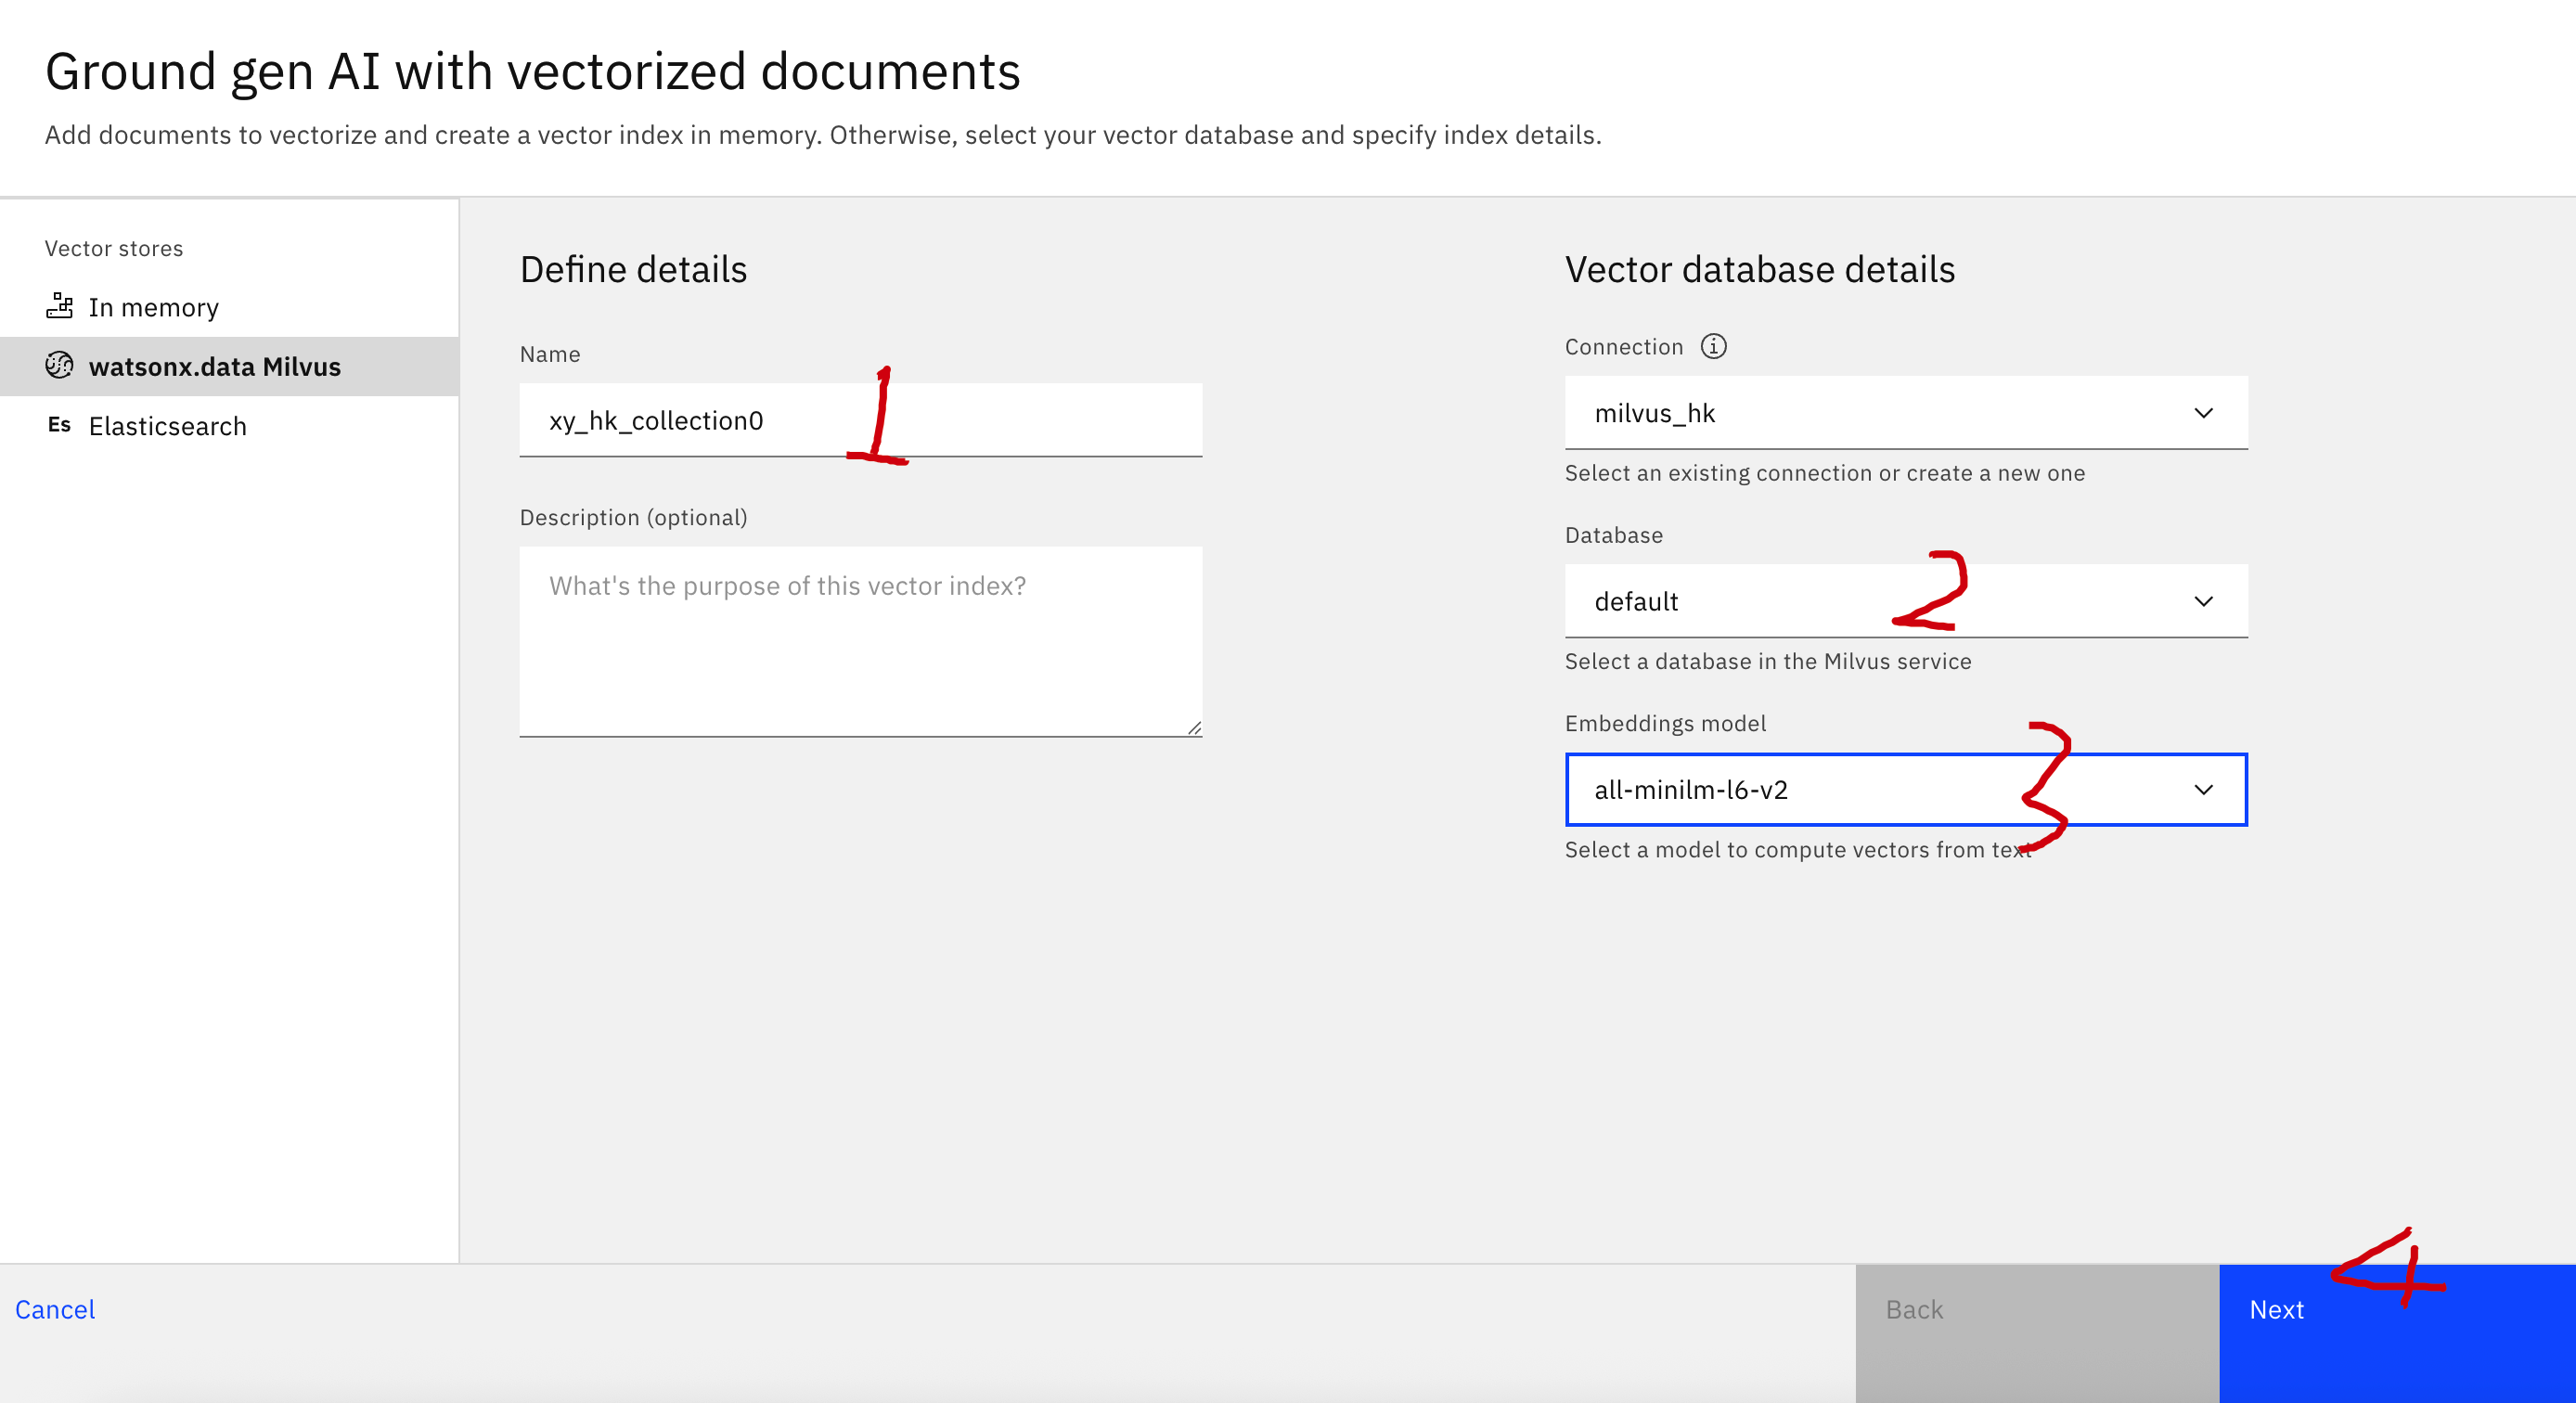 Ground gen AI with vectorized documents
Add documents to vectorize and create a vector index in memory. Otherwise, select your vector database and specify index details.
Vector stores
In memory
watsonx.data Milvus
Es Elasticsearch
Define details
Name
xy_hk_collection0
1
Description (optional)
What's the purpose of this vector index?
Vector database details
Connection
milvus_hk
Select an existing connection or create a new one
Database
default
2
Select a database in the Milvus service
Embeddings model
all-minilm-l6-v2
3
Select a model to compute vectors from text
Cancel
Back
Next
4